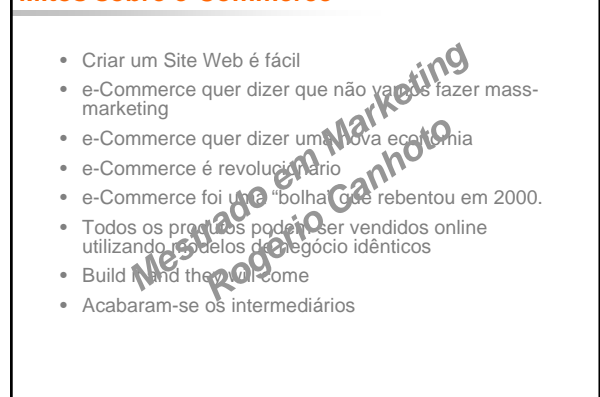 Mitos sobre e-Commerce
• Criar um Site Web é fácil
• e-Commerce quer dizer que não vamos fazer mass-
marketing
• e-Commerce quer dizer uma nova economia
• e-Commerce é revolucionário
• e-Commerce foi uma “bolha” que rebentou em 2000.
• Todos os produtos podem ser vendidos online
utilizando modelos de negócio idênticos
• Build it and they will come
• Acabaram-se os intermediários
Mestrado em Marketing
Rogério Canhoto